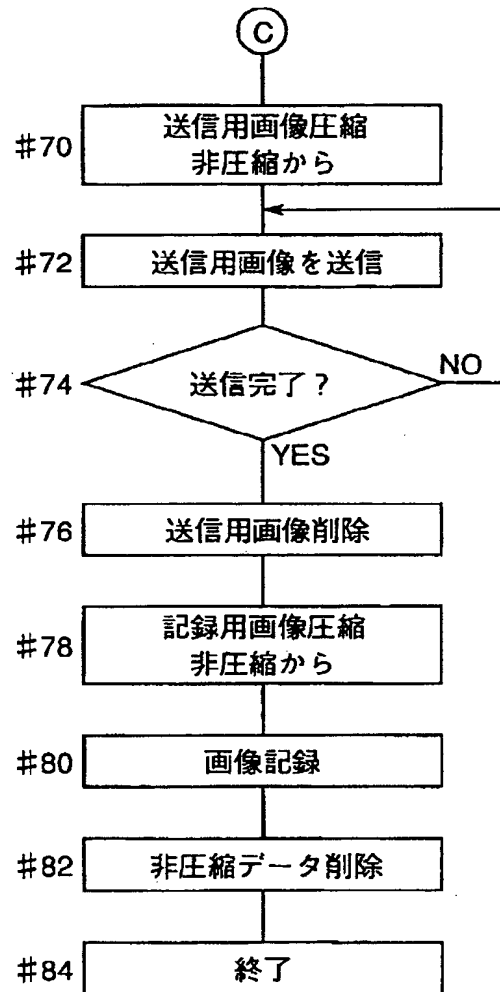 C
#70
送信用画像圧縮
非圧縮から
#72
送信用画像を送信
#74
送信完了？
NO
YES
#76
送信用画像削除
#78
記録用画像圧縮
非圧縮から
#80
画像記録
#82
非圧縮データ削除
#84
終了